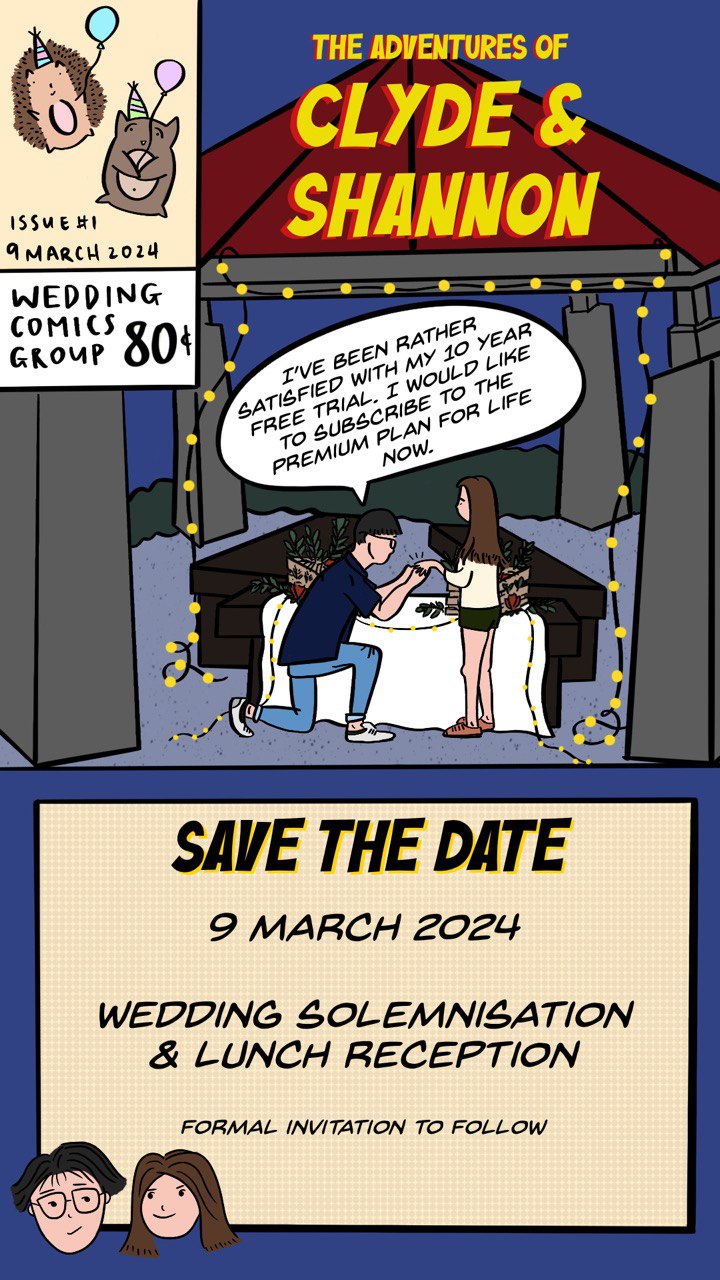 THE ADVENTURES OF
CLYDE &
SHANNON
ISSUE #1
9 MARCH 2024
WEDDING
COMICS
GROUP 80¢
I'VE BEEN RATHER
SATISFIED WITH MY 10 YEAR
FREE TRIAL. I WOULD LIKE
TO SUBSCRIBE TO THE
PREMIUM PLAN FOR LIFE
NOW.
SAVE THE DATE
9 MARCH 2024
WEDDING SOLEMNISATION
& LUNCH RECEPTION
FORMAL INVITATION TO FOLLOW